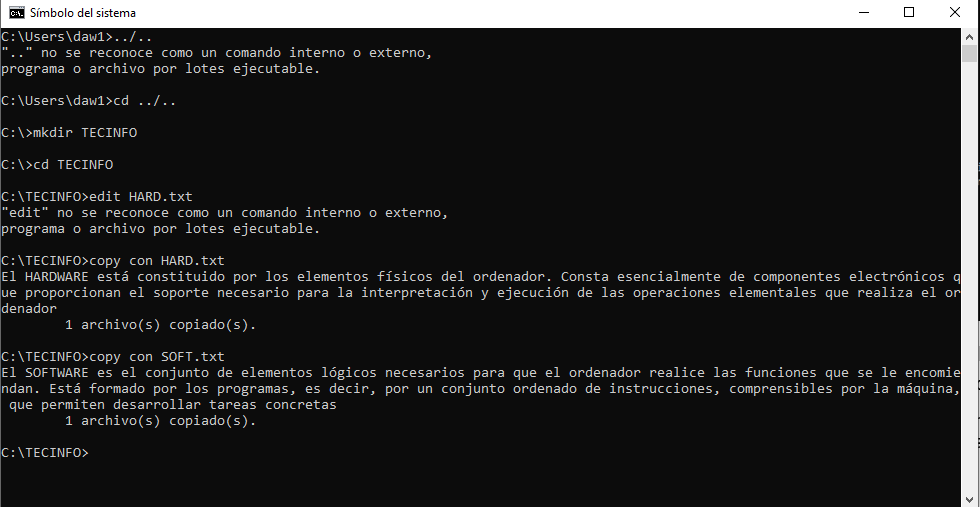 Símbolo del sistema
C:\Users\daw1>../..
".." no se reconoce como un comando interno o externo,
programa o archivo por lotes ejecutable.
C:\Users\daw1>cd ../..
C:\>mkdir TECINFO
C:\>cd TECINFO
C:\TECINFO>edit HARD.txt
"edit" no se reconoce como un comando interno o externo,
programa o archivo por lotes ejecutable.
C:\TECINFO>copy con HARD.txt
El HARDWARE está constituido por los elementos físicos del ordenador. Consta esencialmente de componentes electrónicos q
ue proporcionan el soporte necesario para la interpretación y ejecución de las operaciones elementales que realiza el or
denador
        1 archivo(s) copiado(s).
C:\TECINFO>copy con SOFT.txt
El SOFTWARE es el conjunto de elementos lógicos necesarios para que el ordenador realice las funciones que se le encomie
ndan. Está formado por los programas, es decir, por un conjunto ordenado de instrucciones, comprensibles por la máquina,
 que permiten desarrollar tareas concretas
        1 archivo(s) copiado(s).
C:\TECINFO>